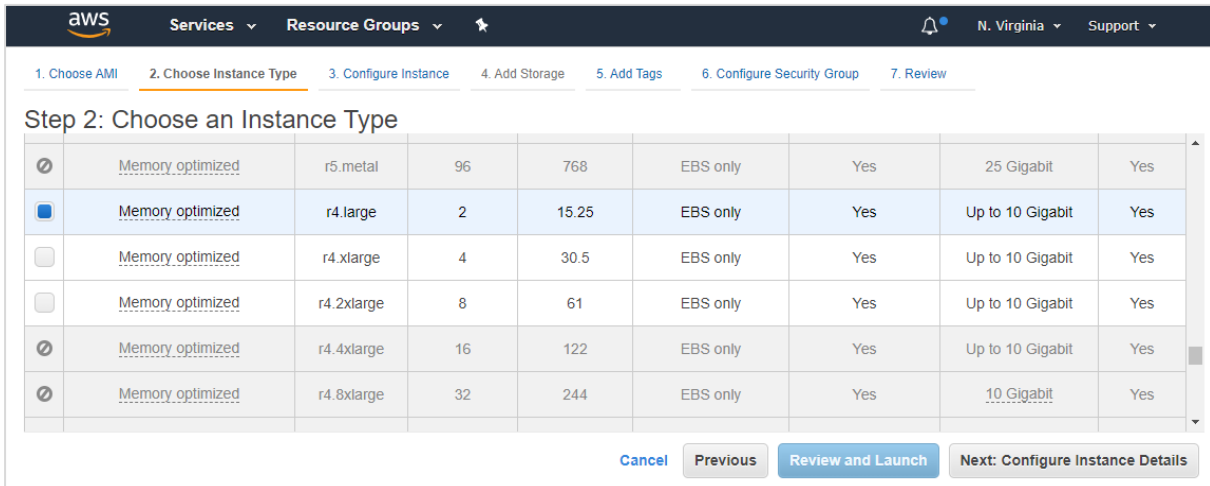 aws Services Resource Groups N. Virginia Support
1. Choose AMI 2. Choose Instance Type 3. Configure Instance 4. Add Storage 5. Add Tags 6. Configure Security Group 7. Review
Step 2: Choose an Instance Type
Memory optimized r5.metal 96 768 EBS only Yes 25 Gigabit Yes
Memory optimized r4.large 2 15.25 EBS only Yes Up to 10 Gigabit Yes
Memory optimized r4.xlarge 4 30.5 EBS only Yes Up to 10 Gigabit Yes
Memory optimized r4.2xlarge 8 61 EBS only Yes Up to 10 Gigabit Yes
Memory optimized r4.4xlarge 16 122 EBS only Yes Up to 10 Gigabit Yes
Memory optimized r4.8xlarge 32 244 EBS only Yes 10 Gigabit Yes
Cancel Previous Review and Launch Next: Configure Instance Details